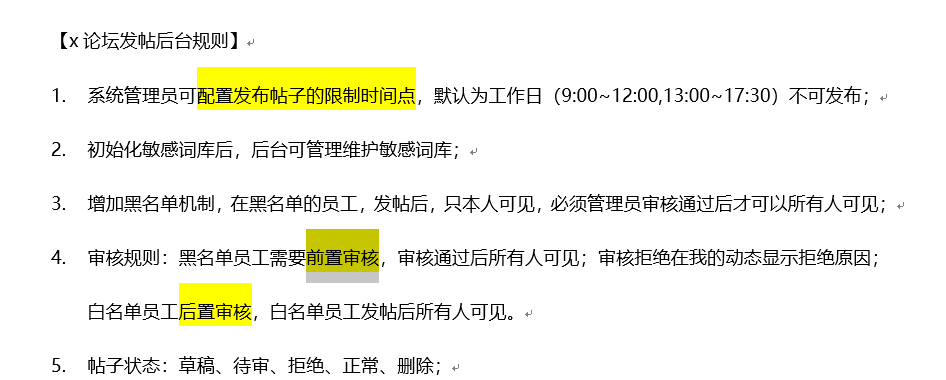 【x 论坛发帖后台规则】
1. 系统管理员可配置发布帖子的限制时间点，默认为工作日（9:00~12:00,13:00~17:30）不可发布；
2. 初始化敏感词库后，后台可管理维护敏感词库；
3. 增加黑名单机制，在黑名单的员工，发帖后，只本人可见，必须管理员审核通过后才可以所有人可见；
4. 审核规则：黑名单员工需要前置审核，审核通过后所有人可见；审核拒绝在我的动态显示拒绝原因；
白名单员工后置审核，白名单员工发帖后所有人可见。
5. 帖子状态：草稿、待审、拒绝、正常、删除；